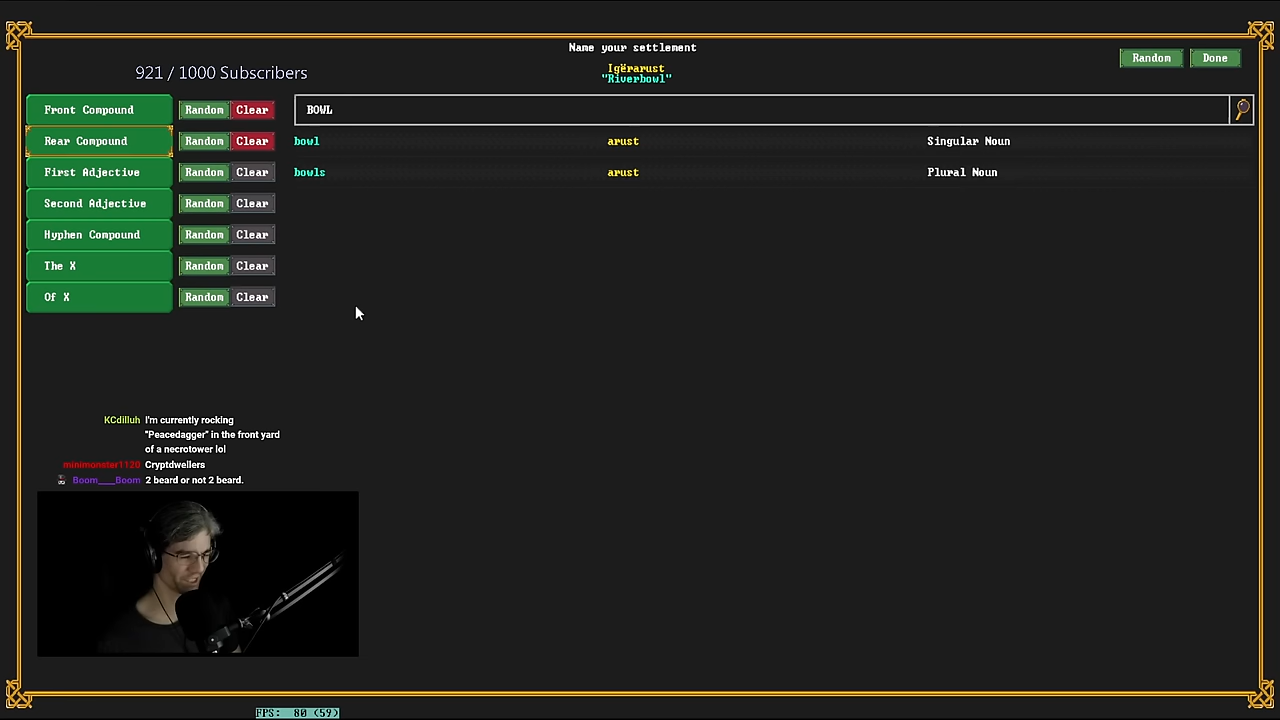 Name your settlement
Igërarust
"Riverbowl"
Random Done
921 / 1000 Subscribers
Front Compound Random Clear BOWL
Rear Compound Random Clear bowl arust Singular Noun
First Adjective Random Clear bowls arust Plural Noun
Second Adjective Random Clear
Hyphen Compound Random Clear
The X Random Clear
Of X Random Clear
KCdilluh I'm currently rocking
"Peacedagger" in the front yard
of a necrotower lol
minimonster1120 Cryptdwellers
Boom___Boom 2 beard or not 2 beard.
FPS: 80 (59)